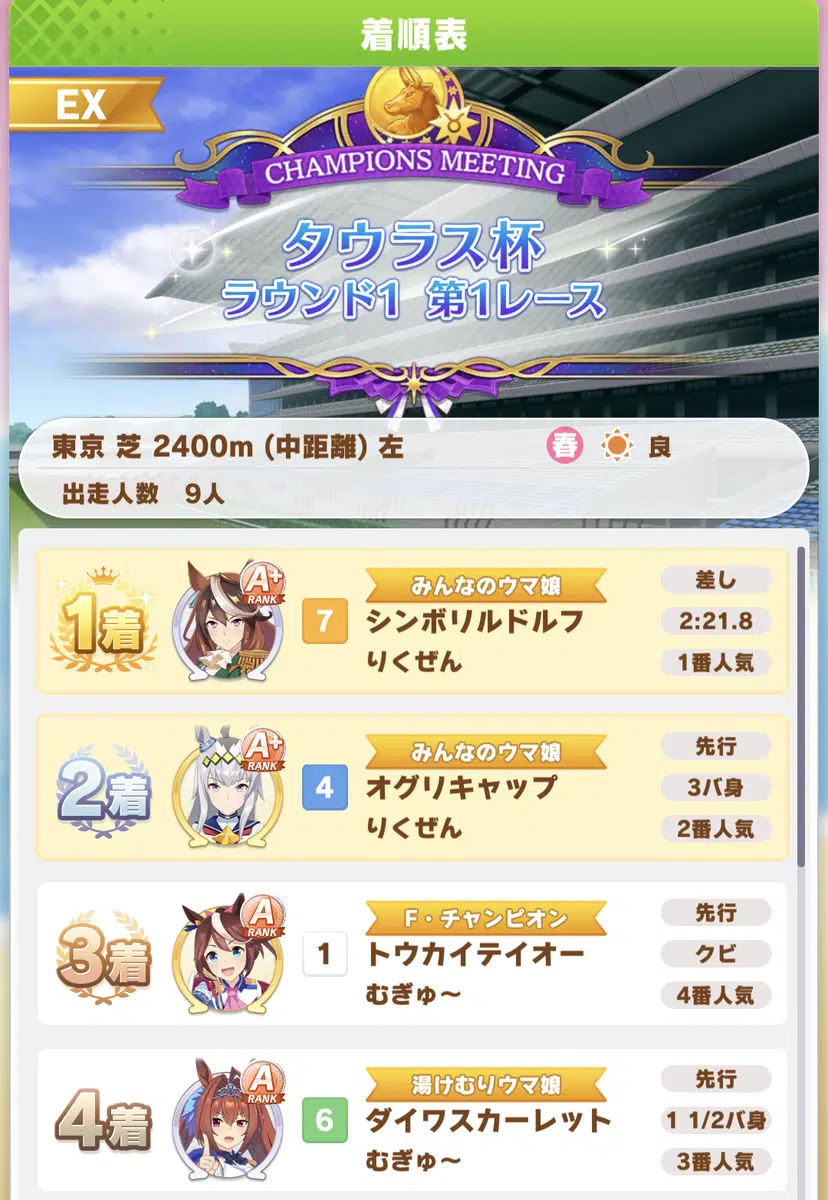 着順表
EX
CHAMPIONS MEETING
タウラス杯
ラウンド1 第1レース
東京 芝 2400m (中距離) 左
春 良
出走人数 9人
1着
A+
RANK
7
みんなのウマ娘
シンボリルドルフ
りくぜん
差し
2:21.8
1番人気
2着
A+
RANK
4
みんなのウマ娘
オグリキャップ
りくぜん
先行
3バ身
2番人気
3着
A
RANK
1
F・チャンピオン
トウカイテイオー
むぎゅ〜
先行
クビ
4番人気
4着
A
RANK
6
湯けむりウマ娘
ダイワスカーレット
むぎゅ〜
先行
1 1/2バ身
3番人気